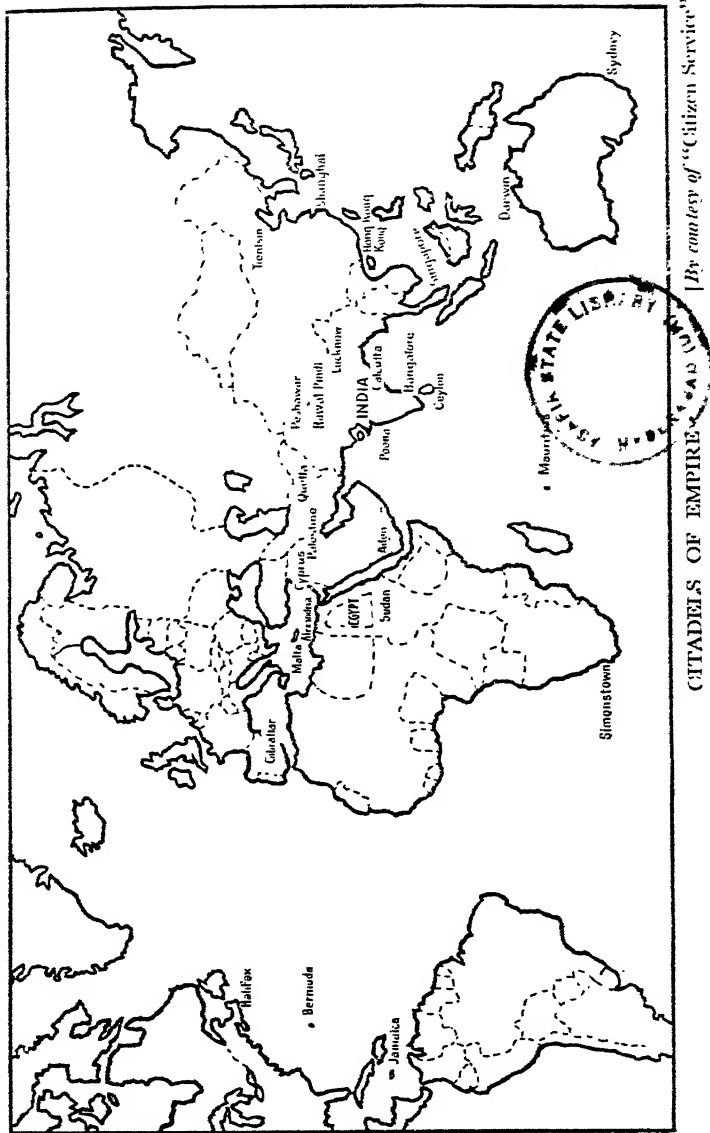 Halifax
Bermuda
Jamaica
Gibraltar
Malta
Alexandria
Cyprus
Palestine
EGYPT
Sudan
Aden
Simonstown
Mauritius
Quetta
Peshawar
Rawal Pindi
Lucknow
INDIA
Poona
Calcutta
Bangalore
Ceylon
Tientsin
Shanghai
Hong Kong
Kong
Singapore
Darwen
Sydney
CITADELS OF EMPIRE
[By courtesy of "Citizen Service"
STATE LIBRARY